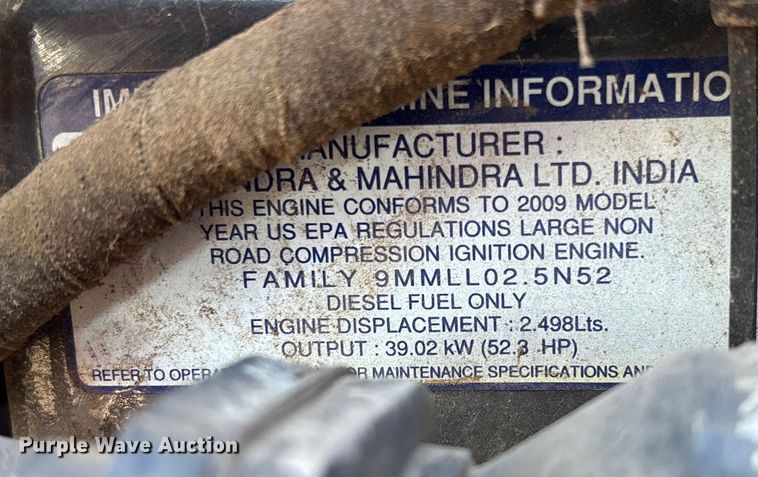 IM INE INFORMATIO
ANUFACTURER :
NDRA & MAHINDRA LTD. INDIA
THIS ENGINE CONFORMS TO 2009 MODEL
YEAR US EPA REGULATIONS LARGE NON
ROAD COMPRESSION IGNITION ENGINE.
FAMILY 9MMLL02.5N52
DIESEL FUEL ONLY
ENGINE DISPLACEMENT : 2.498Lts.
OUTPUT : 39.02 kW (52.3 HP)
REFER TO OPERA R MAINTENANCE SPECIFICATIONS AN
Purple Wave Auction